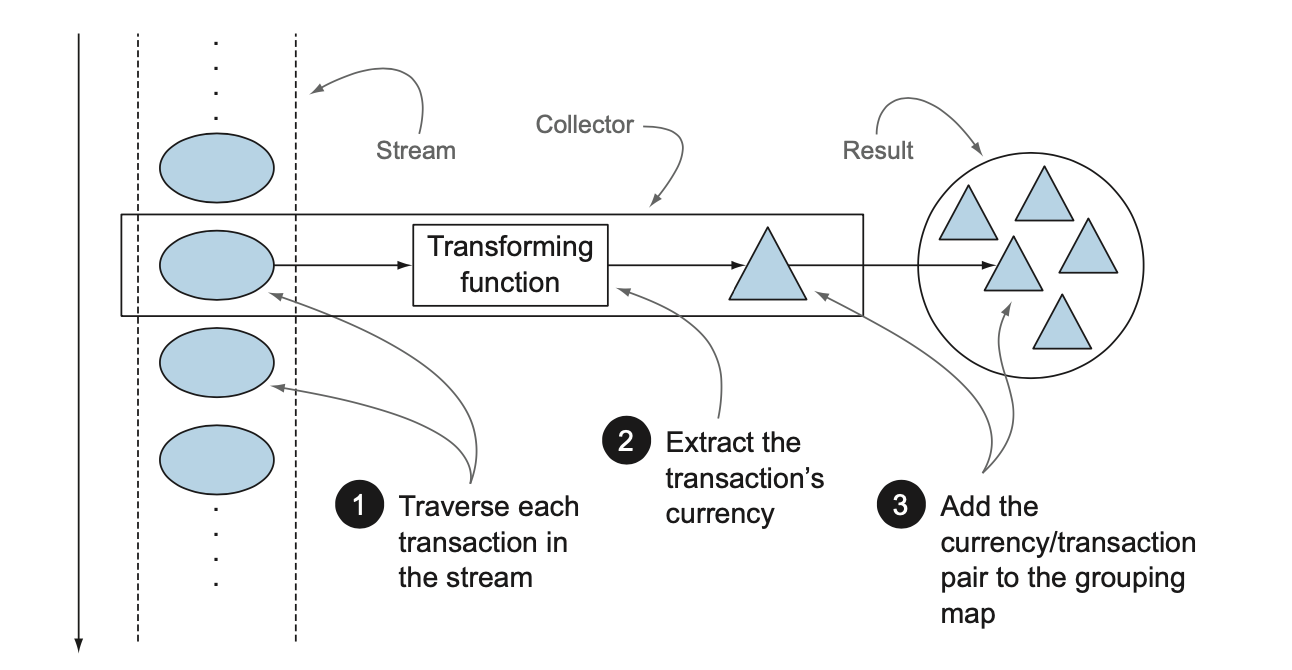 Stream
Collector
Result
Transforming
function
1
Traverse each
transaction in
the stream
2
Extract the
transaction’s
currency
3
Add the
currency/transaction
pair to the grouping
map